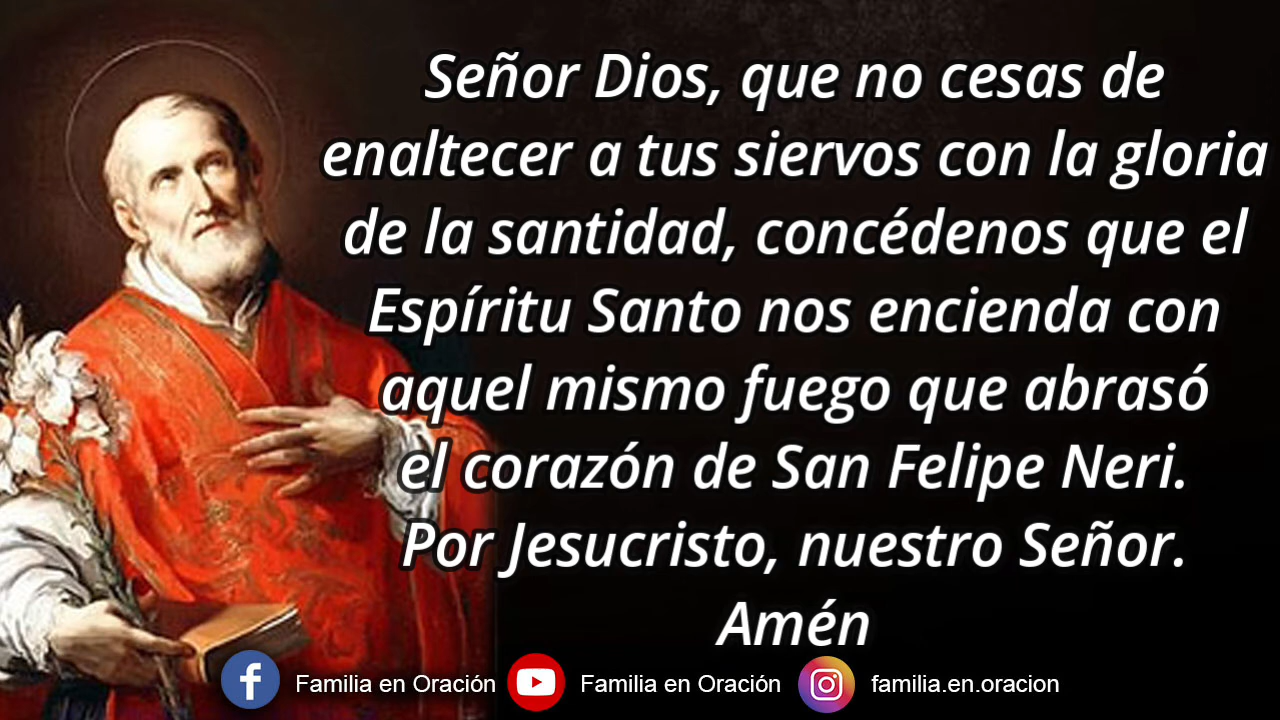 Señor Dios, que no cesas de
enaltecer a tus siervos con la gloria
de la santidad, concédenos que el
Espíritu Santo nos encienda con
aquel mismo fuego que abrasó
el corazón de San Felipe Neri.
Por Jesucristo, nuestro Señor.
Amén
Familia en Oración Familia en Oración familia.en.oracion